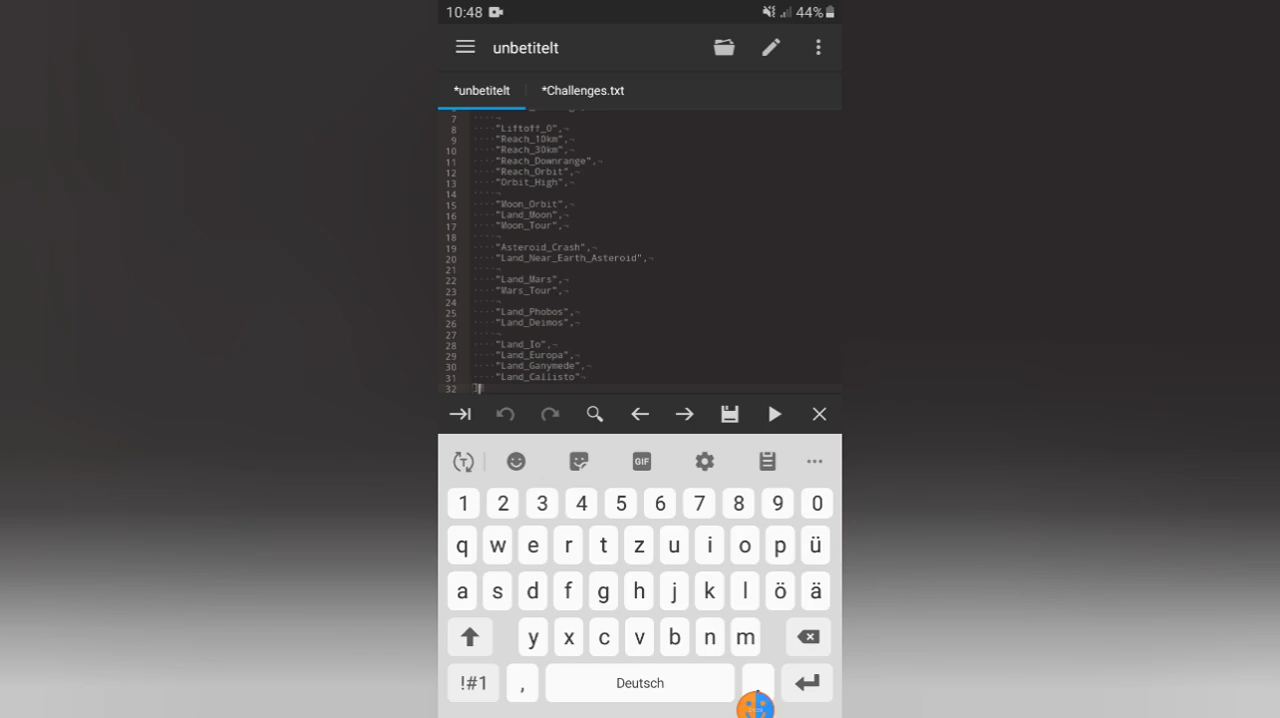 10:48
44%
unbetitelt
*unbetitelt
*Challenges.txt
7
8 "Liftoff_0",
9 "Reach_10km",
10 "Reach_30km",
11 "Reach_Downrange",
12 "Reach_Orbit",
13 "Orbit_High",
14
15 "Moon_Orbit",
16 "Land_Moon",
17 "Moon_Tour",
18
19 "Asteroid_Crash",
20 "Land_Near_Earth_Asteroid",
21
22 "Land_Mars",
23 "Mars_Tour",
24
25 "Land_Phobos",
26 "Land_Deimos",
27
28 "Land_Io",
29 "Land_Europa",
30 "Land_Ganymede",
31 "Land_Callisto"
32 ]
T GIF
1 2 3 4 5 6 7 8 9 0
q w e r t z u i o p ü
a s d f g h j k l ö ä
y x c v b n m
!#1 , Deutsch .